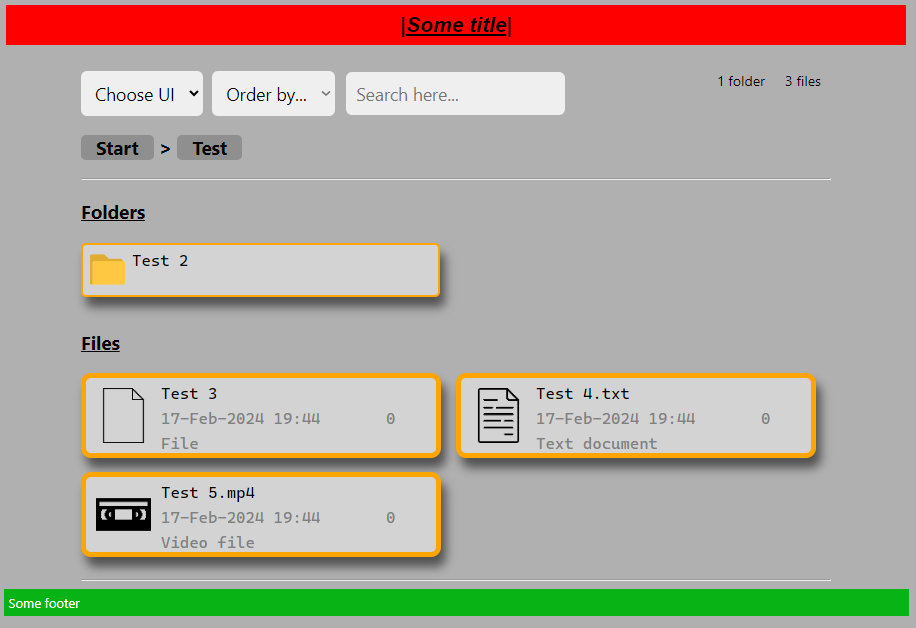 |Some title|
Choose UI
Order by...
Search here...
1 folder
3 files
Start > Test
Folders
Test 2
Files
Test 3
17-Feb-2024 19:44 0
File
Test 4.txt
17-Feb-2024 19:44 0
Text document
Test 5.mp4
17-Feb-2024 19:44 0
Video file
Some footer